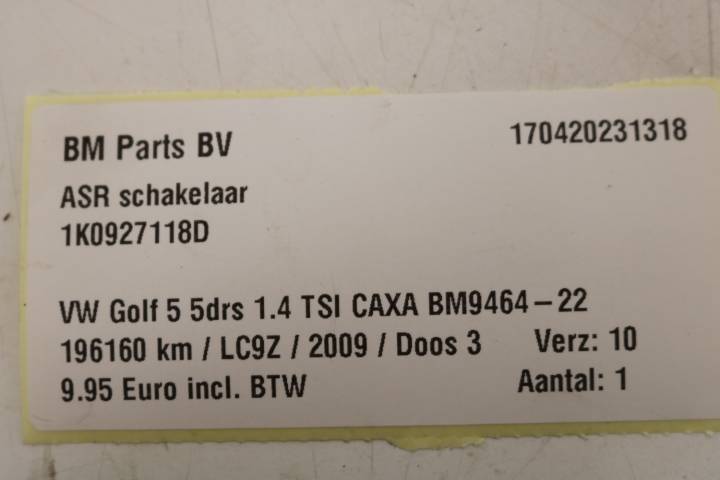 BM Parts BV 170420231318
ASR schakelaar
1K0927118D
VW Golf 5 5drs 1.4 TSI CAXA BM9464-22
196160 km / LC9Z / 2009 / Doos 3 Verz: 10
9.95 Euro incl. BTW Aantal: 1